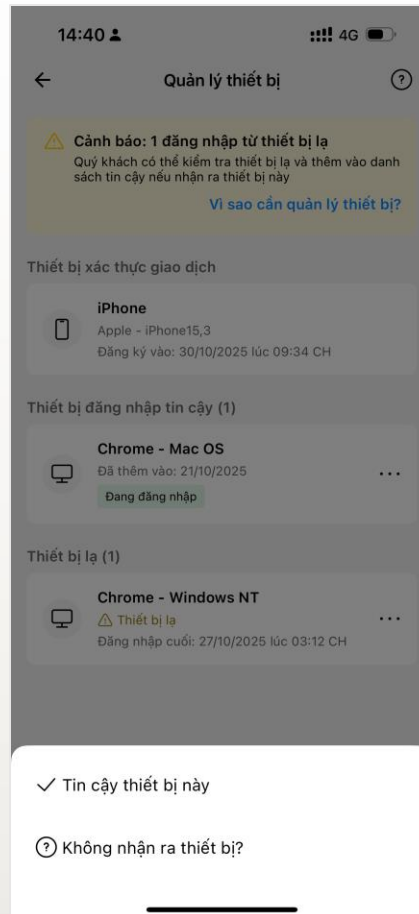 14:40
4G
Quản lý thiết bị
Cảnh báo: 1 đăng nhập từ thiết bị lạ
Quý khách có thể kiểm tra thiết bị lạ và thêm vào danh
sách tin cậy nếu nhận ra thiết bị này
Vì sao cần quản lý thiết bị?
Thiết bị xác thực giao dịch
iPhone
Apple - iPhone15,3
Đăng ký vào: 30/10/2025 lúc 09:34 CH
Thiết bị đăng nhập tin cậy (1)
Chrome - Mac OS
Đã thêm vào: 21/10/2025
Đang đăng nhập
Thiết bị lạ (1)
Chrome - Windows NT
Thiết bị lạ
Đăng nhập cuối: 27/10/2025 lúc 03:12 CH
Tin cậy thiết bị này
Không nhận ra thiết bị?